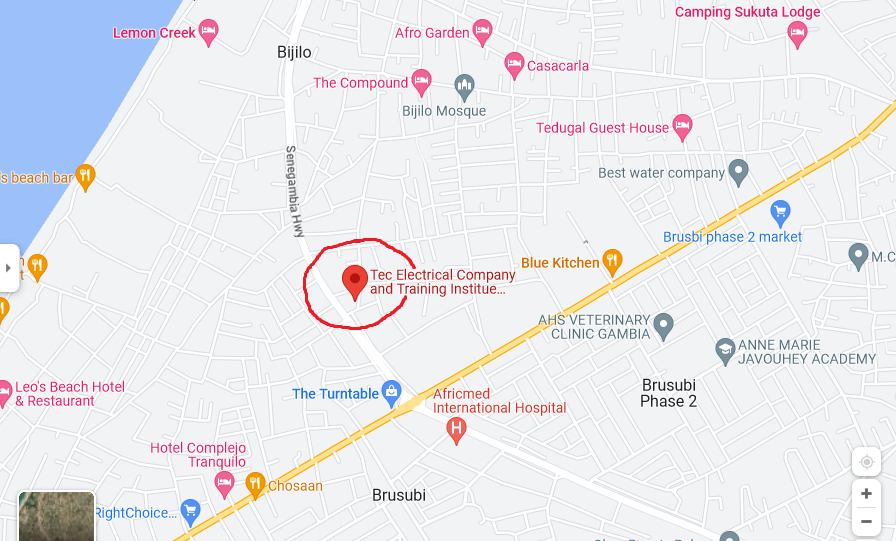 Camping Sukuta Lodge
Lemon Creek
Afro Garden
Bijilo
Casacarla
The Compound
Bijilo Mosque
Tedugal Guest House
Senegambia Hwy
Best water company
's beach bar
Brusbi phase 2 market
M.C
Blue Kitchen
Tec Electrical Company
and Training Institue...
AHS VETERINARY
CLINIC GAMBIA
ANNE MARIE
JAVOUHEY ACADEMY
Leo's Beach Hotel
& Restaurant
The Turntable
Africmed
International Hospital
Brusubi
Phase 2
Hotel Complejo
Tranquilo
Chosaan
Brusubi
RightChoice...